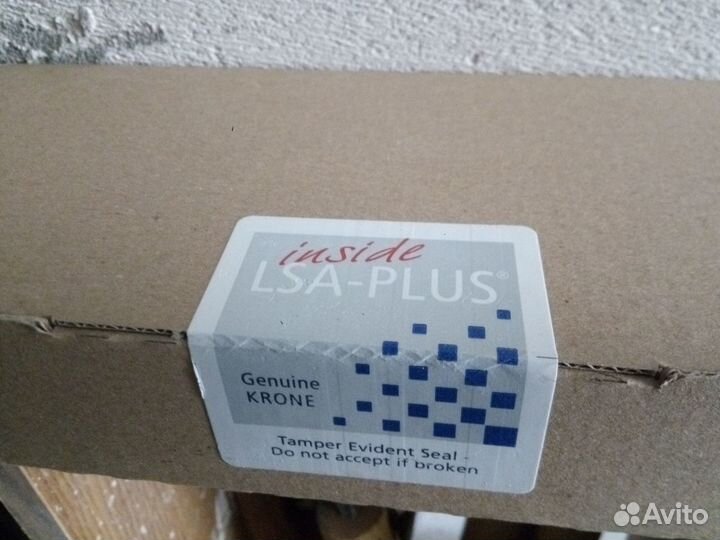 inside
LSA-PLUS®
Genuine
KRONE
Tamper Evident Seal -
Do not accept if broken
Avito